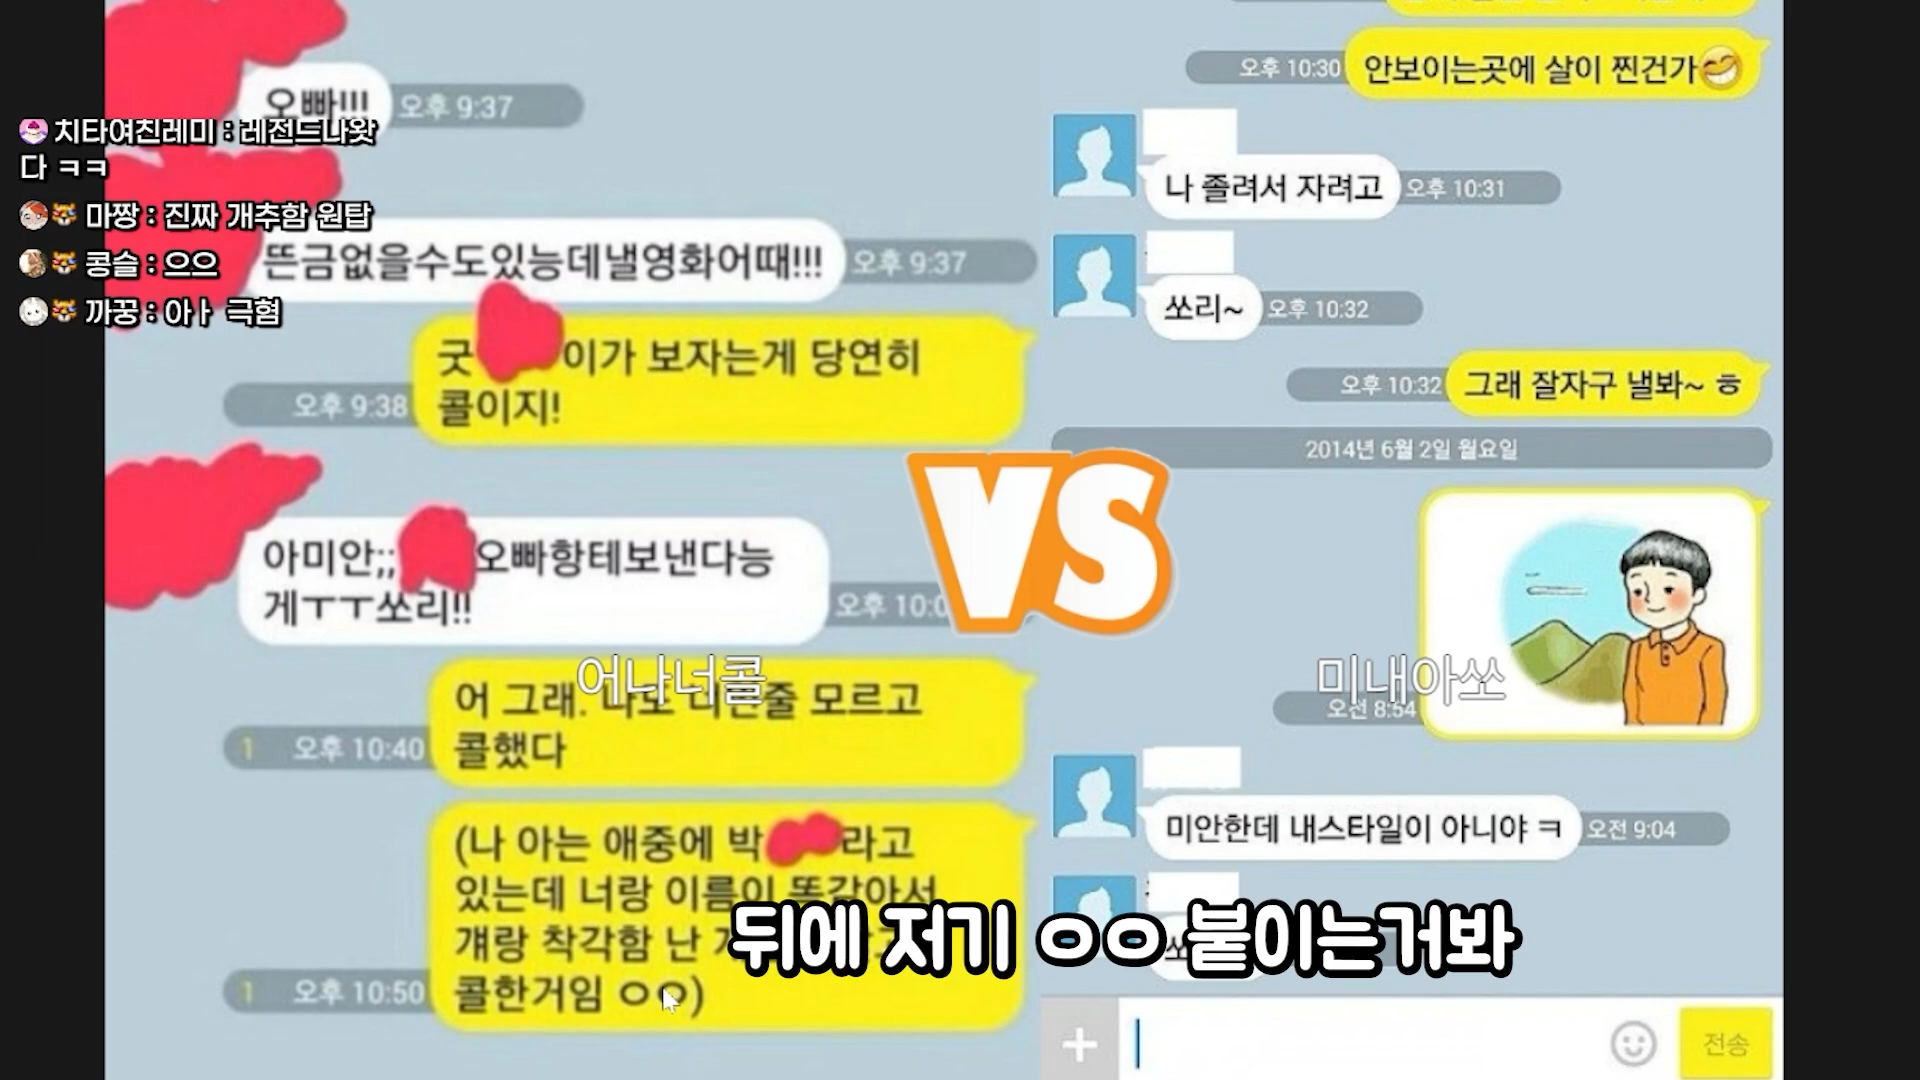 치타여친레미 : 레전드나왓
다 ㅋㅋ
마짱 : 진짜 개추함 원탑
콩슬 : 으으
까꿍 : 아ㅏ 극혐
오빠!!!
오후 9:37
뜬금없을수도있능데낼영화어때!!!
오후 9:37
굿 이가 보자는게 당연히
콜이지!
오후 9:38
아미안;; 오빠항테보낸다능
게ㅜㅜ쏘리!!
오후 10:0
어 그래. 나도 너인줄 모르고
콜했다
1 오후 10:40
어나너콜
(나 아는 애중에 박 라고
있는데 너랑 이름이 똑같아서
걔랑 착각함 난
콜한거임 ㅇㅇ)
1 오후 10:50
VS
오후 10:30
안보이는곳에 살이 찐건가
나 졸려서 자려고
오후 10:31
쏘리~
오후 10:32
오후 10:32
그래 잘자구 낼봐~ ㅎ
2014년 6월 2일 월요일
미내아쏘
오전 8:54
미안한데 내스타일이 아니야 ㅋ
오전 9:04
뒤에 저기 ㅇㅇ 붙이는거봐
전송